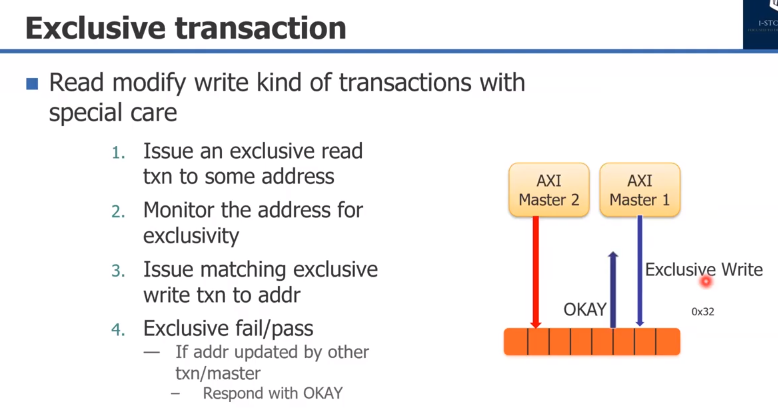 Exclusive transaction
Read modify write kind of transactions with
special care
1. Issue an exclusive read
txn to some address
2. Monitor the address for
exclusivity
3. Issue matching exclusive
write txn to addr
4. Exclusive fail/pass
— If addr updated by other
txn/master
– Respond with OKAY
AXI
Master 2
AXI
Master 1
Exclusive Write
OKAY
0x32